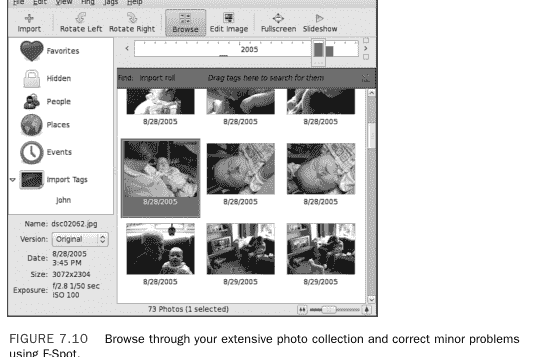 File Edit View Find Tags Help
Import Rotate Left Rotate Right Browse Edit Image Fullscreen Slideshow
2005
Find: Import roll Drag tags here to search for them
Favorites
Hidden
People
Places
Events
Import Tags
John
8/28/2005 8/28/2005 8/28/2005
8/28/2005 8/28/2005 8/28/2005
8/28/2005 8/29/2005 8/29/2005
Name: dsc02062.jpg
Version: Original
Date: 8/28/2005
3:45 PM
Size: 3072x2304
Exposure: f/2.8 1/50 sec
ISO 100
73 Photos (1 selected)
FIGURE 7.10 Browse through your extensive photo collection and correct minor problems
using F-Spot.